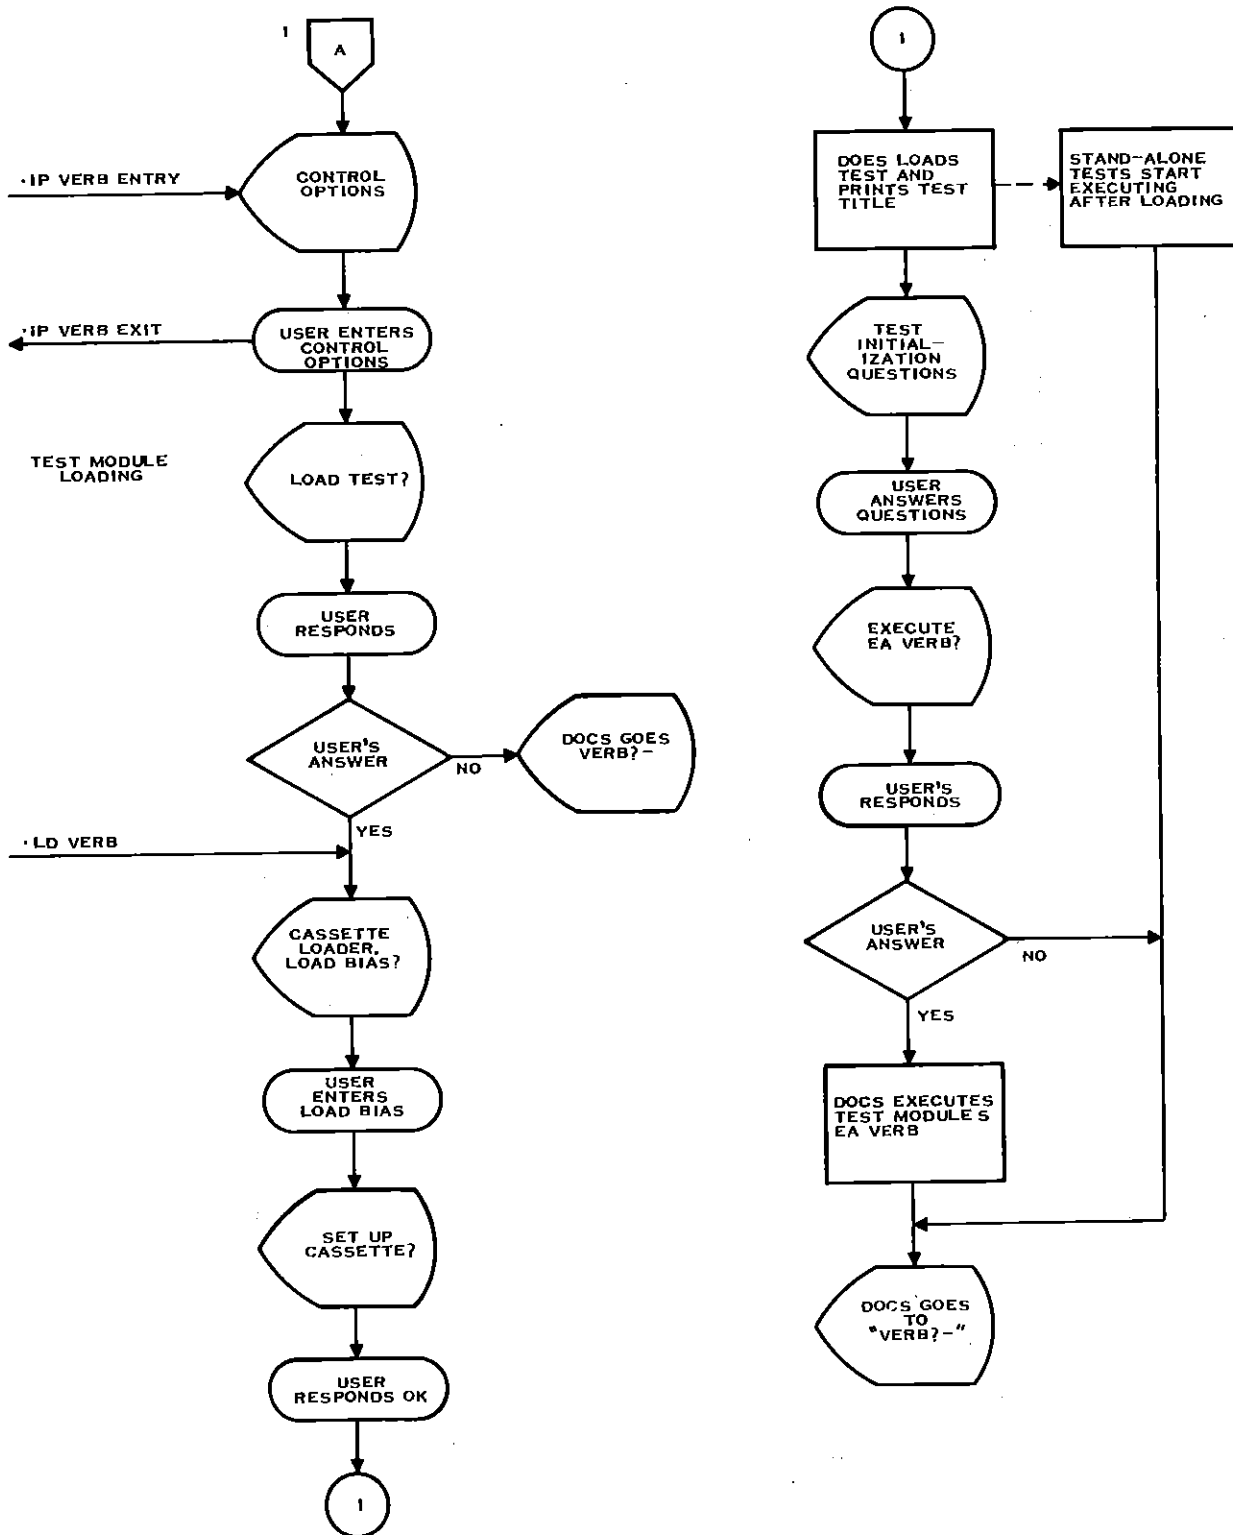 1
A
·IP VERB ENTRY
CONTROL
OPTIONS
·IP VERB EXIT
USER ENTERS
CONTROL
OPTIONS
TEST MODULE
LOADING
LOAD TEST?
USER
RESPONDS
USER'S
ANSWER
NO
DOCS GOES
VERB?-
YES
·LD VERB
CASSETTE
LOADER,
LOAD BIAS?
USER
ENTERS
LOAD BIAS
SET UP
CASSETTE?
USER
RESPONDS OK
1
1
DOES LOADS
TEST AND
PRINTS TEST
TITLE
STAND-ALONE
TESTS START
EXECUTING
AFTER LOADING
TEST
INITIAL-
IZATION
QUESTIONS
USER
ANSWERS
QUESTIONS
EXECUTE
EA VERB?
USER'S
RESPONDS
USER'S
ANSWER
NO
YES
DOCS EXECUTES
TEST MODULES
EA VERB
DOCS GOES
TO
"VERB?-"